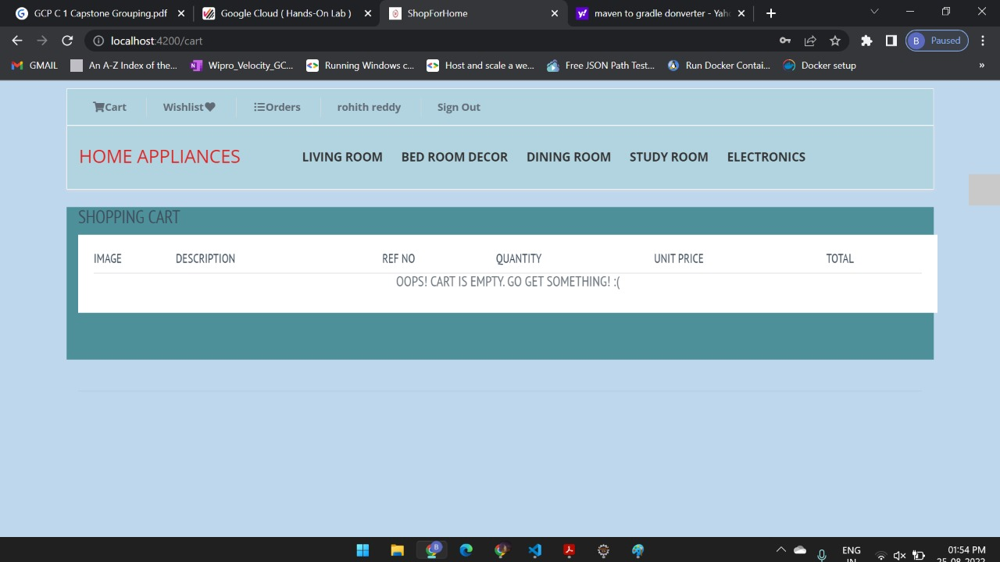 GCP C 1 Capstone Grouping.pdf
Google Cloud ( Hands-On Lab )
ShopForHome
maven to gradle donverter - Yah
localhost:4200/cart
B Paused
GMAIL
An A-Z Index of the...
Wipro_Velocity_GC...
Running Windows c...
Host and scale a we...
Free JSON Path Test...
Run Docker Contai...
Docker setup
»
Cart
Wishlist
Orders
rohith reddy
Sign Out
HOME APPLIANCES
LIVING ROOM
BED ROOM DECOR
DINING ROOM
STUDY ROOM
ELECTRONICS
SHOPPING CART
IMAGE DESCRIPTION REF NO QUANTITY UNIT PRICE TOTAL
OOPS! CART IS EMPTY. GO GET SOMETHING! :(
ENG
IN
01:54 PM
25-08-2022